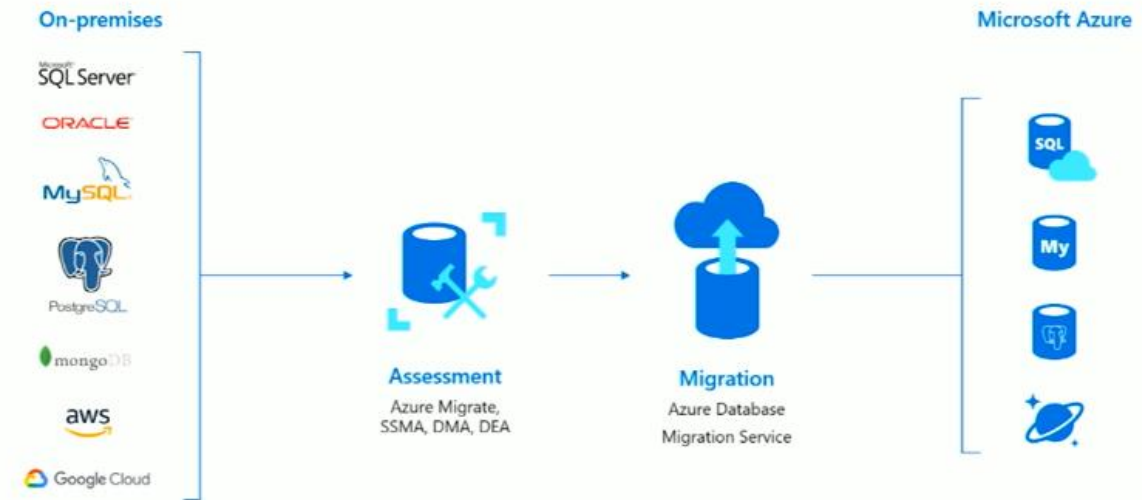 On-premises
Microsoft Azure
Microsoft
SQL Server
ORACLE
MySQL
PostgreSQL
mongoDB
aws
Google Cloud
Assessment
Azure Migrate,
SSMA, DMA, DEA
Migration
Azure Database
Migration Service
SQL
My